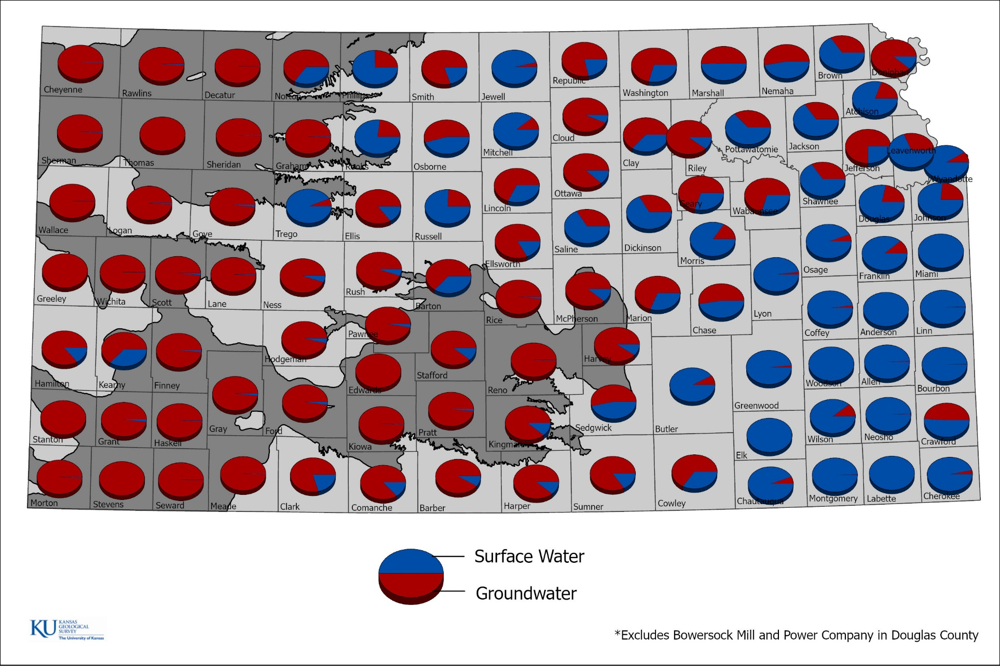 Cheyenne
Rawlins
Decatur
Norton
Phillips
Smith
Jewell
Republic
Washington
Marshall
Nemaha
Brown
Doniphan
Atchison
Sherman
Thomas
Sheridan
Graham
Rooks
Osborne
Mitchell
Cloud
Clay
Riley
Pottawatomie
Jackson
Jefferson
Leavenworth
Wyandotte
Wallace
Logan
Gove
Trego
Ellis
Russell
Lincoln
Ottawa
Saline
Dickinson
Geary
Wabaunsee
Shawnee
Douglas
Johnson
Morris
Osage
Franklin
Miami
Greeley
Wichita
Scott
Lane
Ness
Rush
Barton
Ellsworth
Rice
McPherson
Marion
Chase
Lyon
Coffey
Anderson
Linn
Hamilton
Kearny
Finney
Hodgeman
Pawnee
Edwards
Stafford
Reno
Harvey
Butler
Greenwood
Woodson
Allen
Bourbon
Stanton
Grant
Haskell
Gray
Ford
Kiowa
Pratt
Kingman
Sedgwick
Elk
Wilson
Neosho
Crawford
Morton
Stevens
Seward
Meade
Clark
Comanche
Barber
Harper
Sumner
Cowley
Chautauqua
Montgomery
Labette
Cherokee
Surface Water
Groundwater
KU
KANSAS
GEOLOGICAL
SURVEY
The University of Kansas
*Excludes Bowersock Mill and Power Company in Douglas County